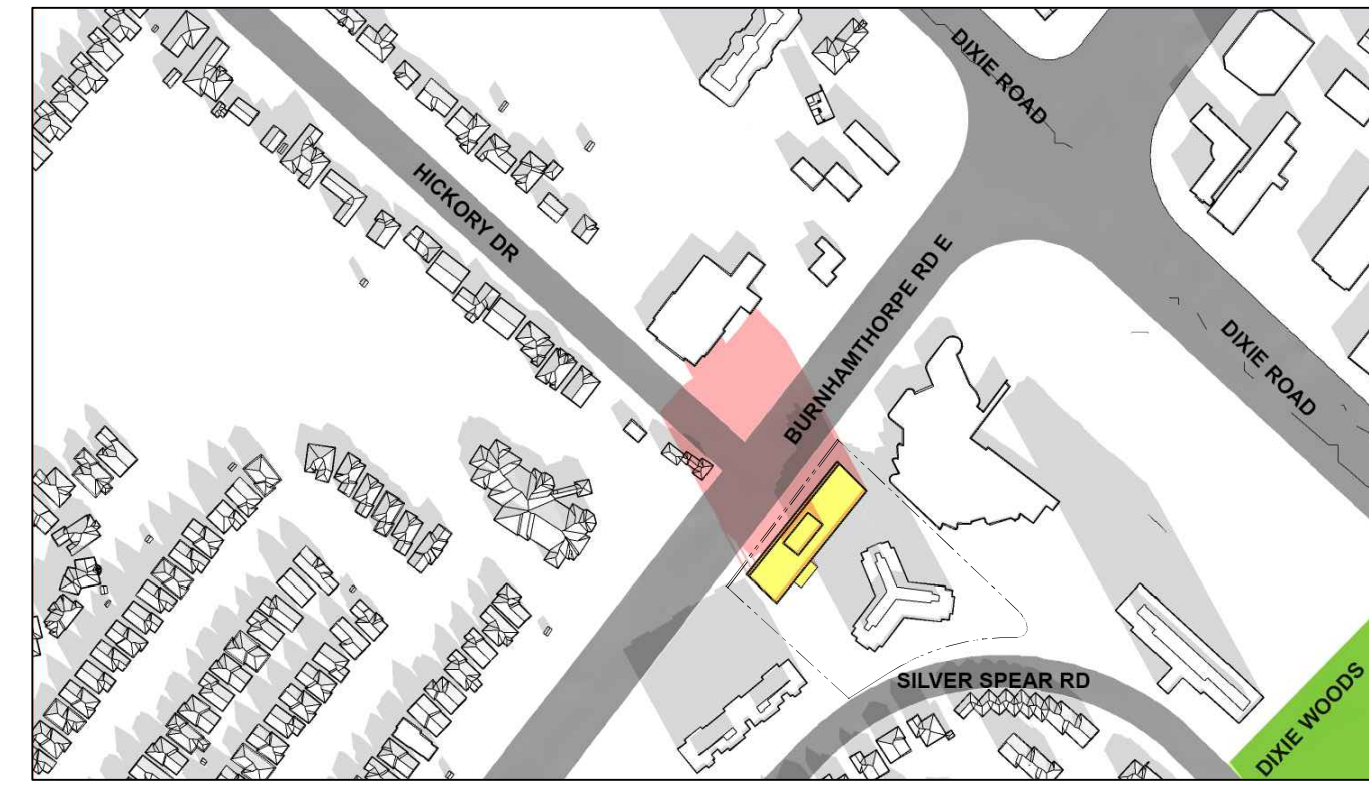 DIXIE ROAD
HICKORY DR
BURNHAMTHORPE RD E
DIXIE ROAD
SILVER SPEAR RD
DIXIE WOODS